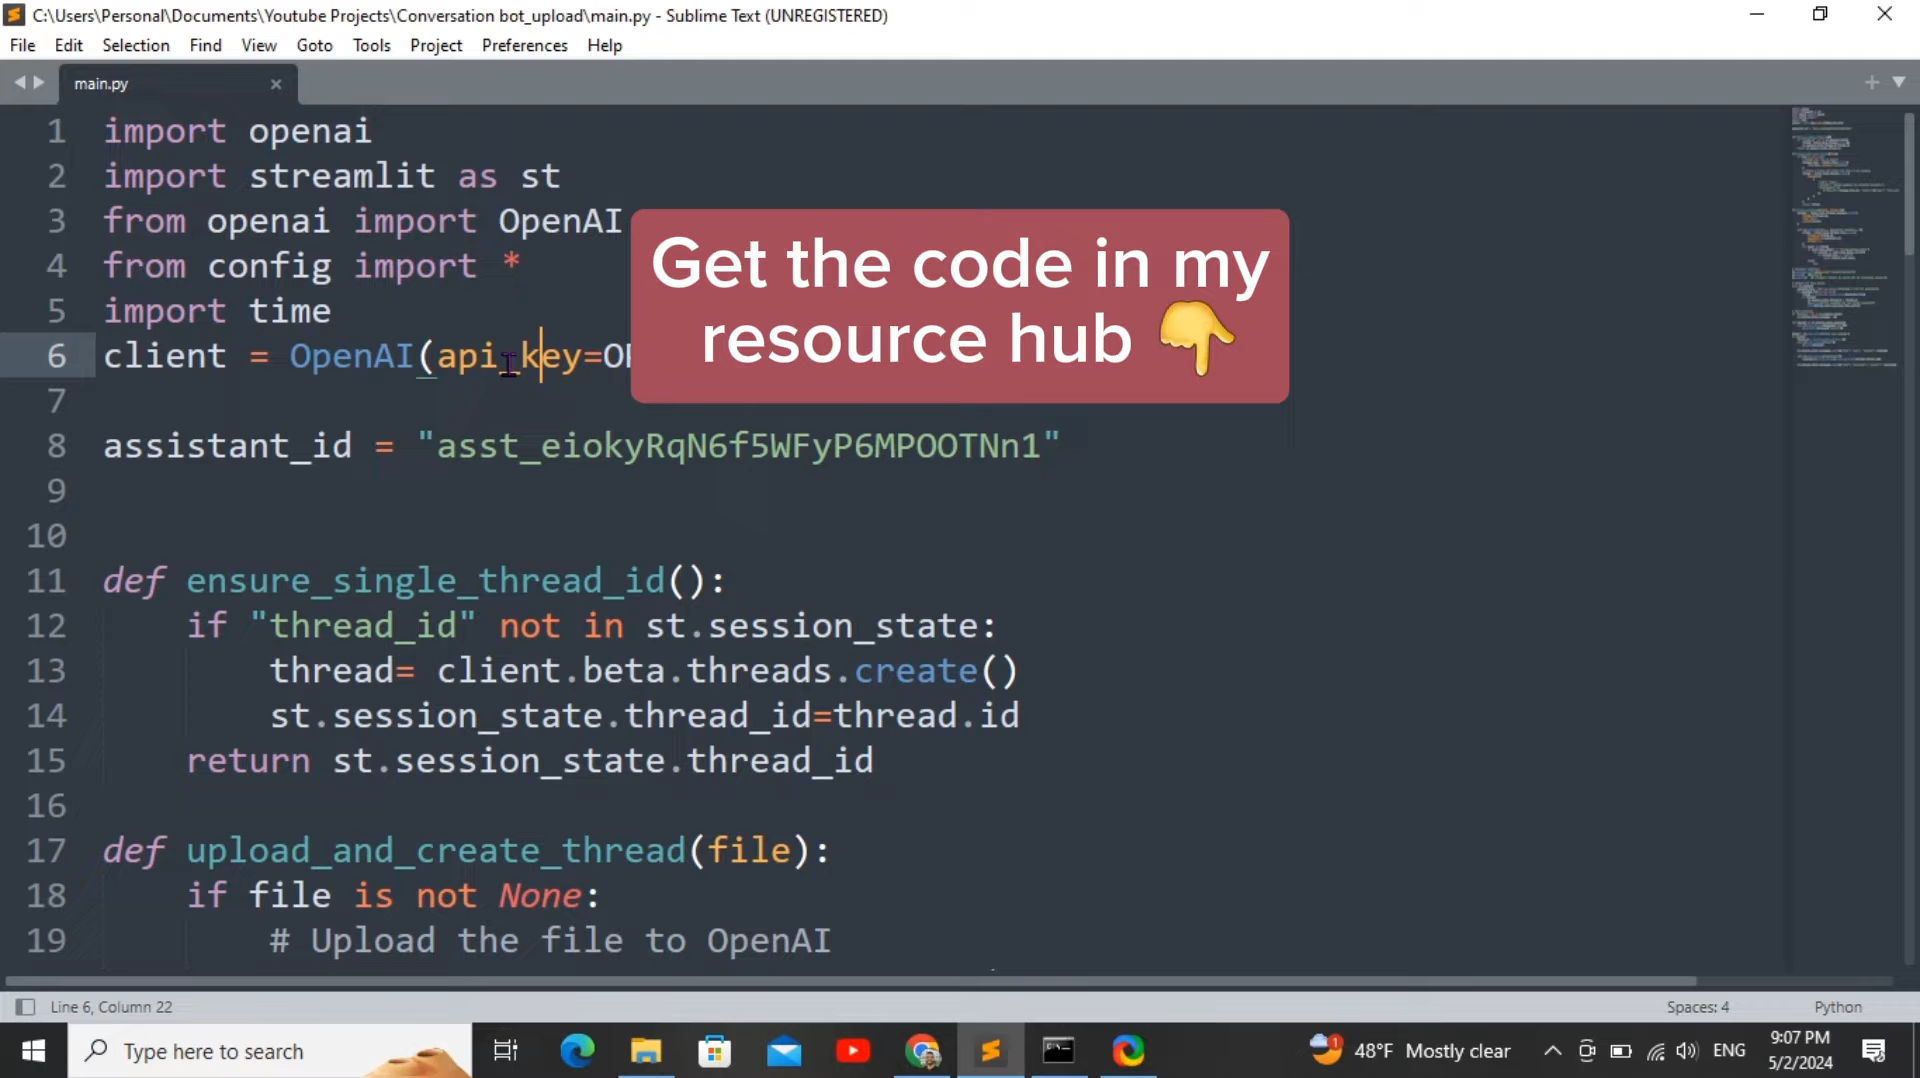 C:\Users\Personal\Documents\Youtube Projects\Conversation bot_upload\main.py - Sublime Text (UNREGISTERED)
File Edit Selection Find View Goto Tools Project Preferences Help
main.py
1 import openai
2 import streamlit as st
3 from openai import OpenAI
4 from config import *
5 import time
6 client = OpenAI(api_key=OP
7
8 assistant_id = "asst_eiokyRqN6f5WFyP6MPOOTNn1"
9
10
11 def ensure_single_thread_id():
12 if "thread_id" not in st.session_state:
13 thread= client.beta.threads.create()
14 st.session_state.thread_id=thread.id
15 return st.session_state.thread_id
16
17 def upload_and_create_thread(file):
18 if file is not None:
19 # Upload the file to OpenAI
Get the code in my
resource hub 👇
Line 6, Column 22 Spaces: 4 Python
Type here to search 48°F Mostly clear ENG 9:07 PM
5/2/2024